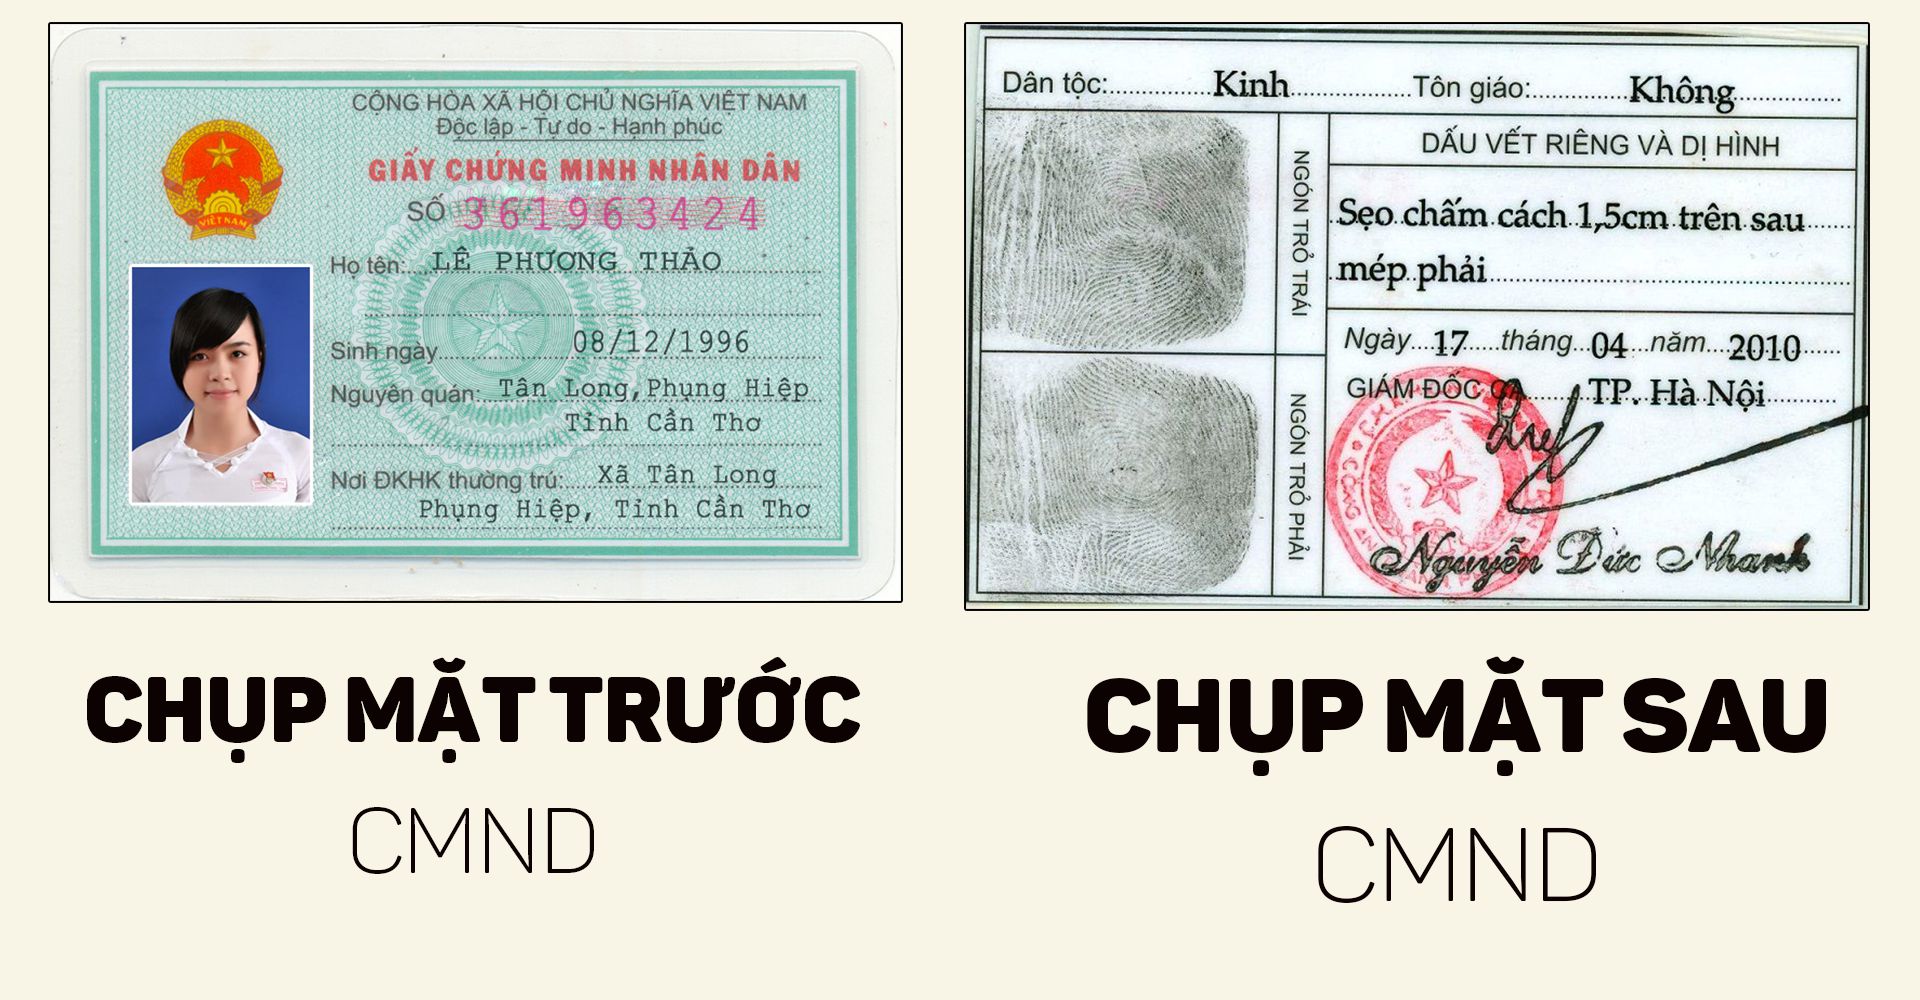 CỘNG HÒA XÃ HỘI CHỦ NGHĨA VIỆT NAM
Độc lập - Tự do - Hạnh phúc
GIẤY CHỨNG MINH NHÂN DÂN
SỐ 361963424
VIỆT NAM
Họ tên: LÊ PHƯƠNG THẢO
Sinh ngày 08/12/1996
Nguyên quán: Tân Long, Phụng Hiệp
Tỉnh Cần Thơ
Nơi ĐKHK thường trú: Xã Tân Long
Phụng Hiệp, Tỉnh Cần Thơ
CHỤP MẶT TRƯỚC
CMND
Dân tộc: Kinh Tôn giáo: Không
NGÓN TRỎ TRÁI
NGÓN TRỎ PHẢI
DẤU VẾT RIÊNG VÀ DỊ HÌNH
Sẹo chấm cách 1,5cm trên sau
mép phải
Ngày 17 tháng 04 năm 2010
GIÁM ĐỐC CA TP. Hà Nội
Nguyễn Đức Nhanh
CHỤP MẶT SAU
CMND